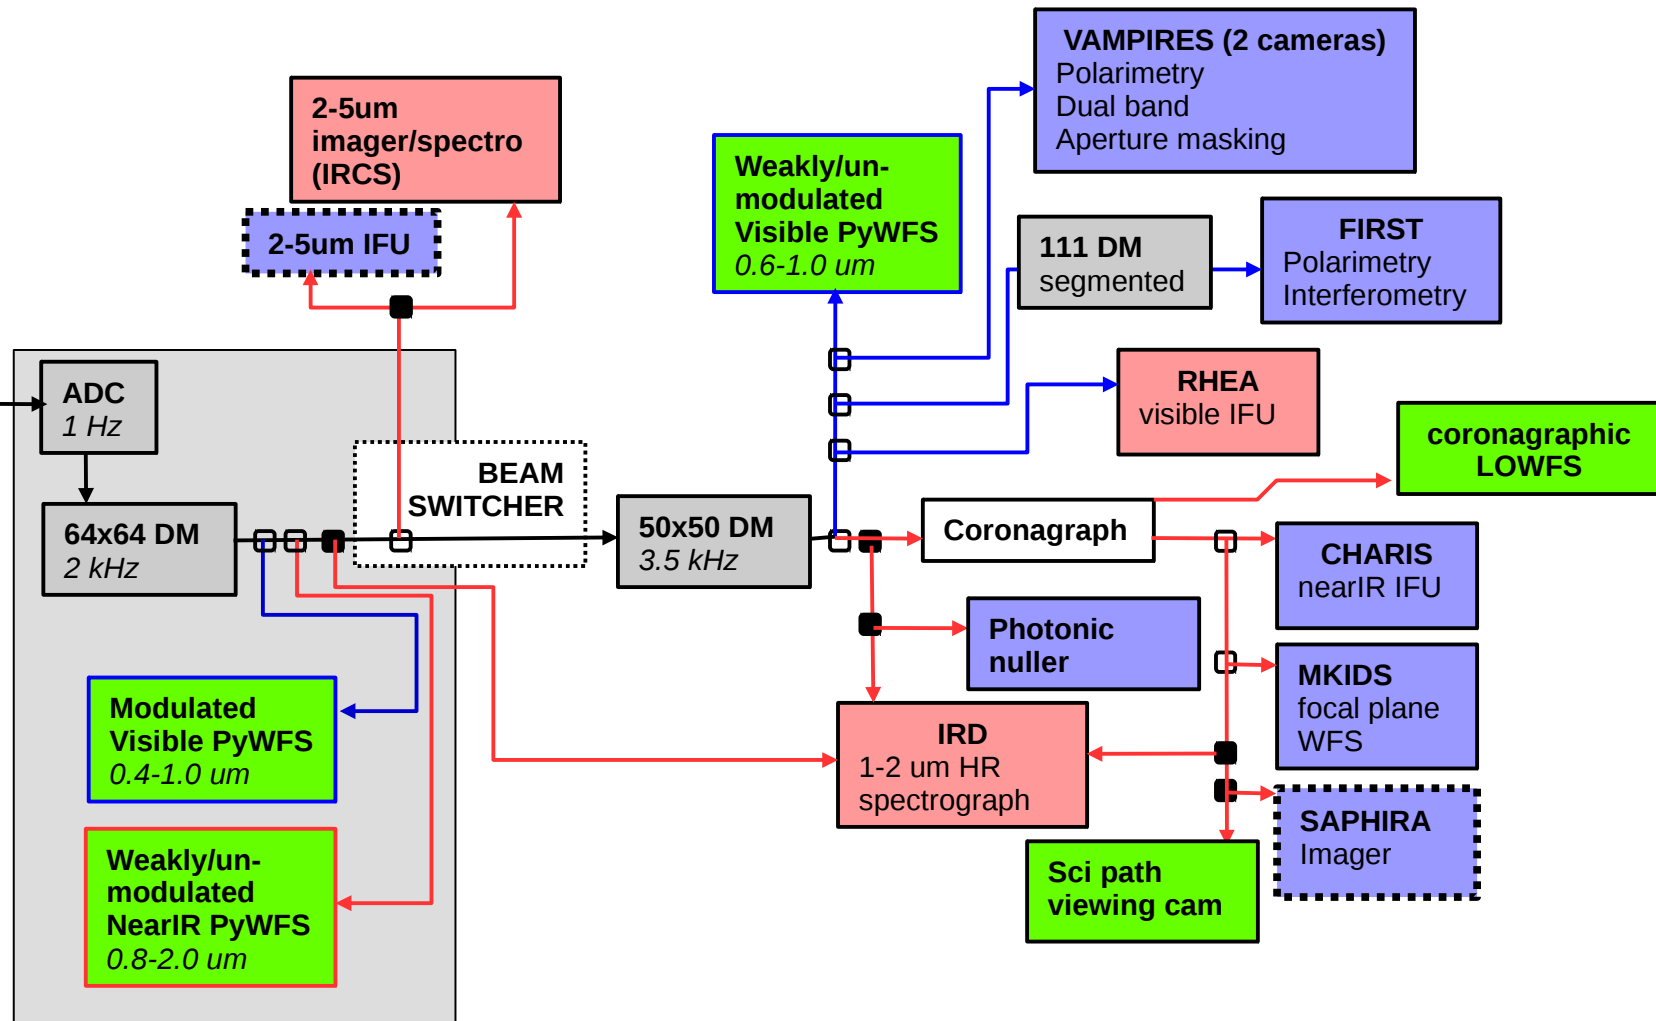 VAMPIRES (2 cameras)
Polarimetry
Dual band
Aperture masking
2-5um
imager/spectro
(IRCS)
2-5um IFU
Weakly/un-
modulated
Visible PyWFS
0.6-1.0 um
111 DM
segmented
FIRST
Polarimetry
Interferometry
RHEA
visible IFU
coronagraphic
LOWFS
ADC
1 Hz
BEAM
SWITCHER
64x64 DM
2 kHz
50x50 DM
3.5 kHz
Coronagraph
CHARIS
nearIR IFU
Photonic
nuller
MKIDS
focal plane
WFS
Modulated
Visible PyWFS
0.4-1.0 um
IRD
1-2 um HR
spectrograph
SAPHIRA
Imager
Weakly/un-
modulated
NearIR PyWFS
0.8-2.0 um
Sci path
viewing cam